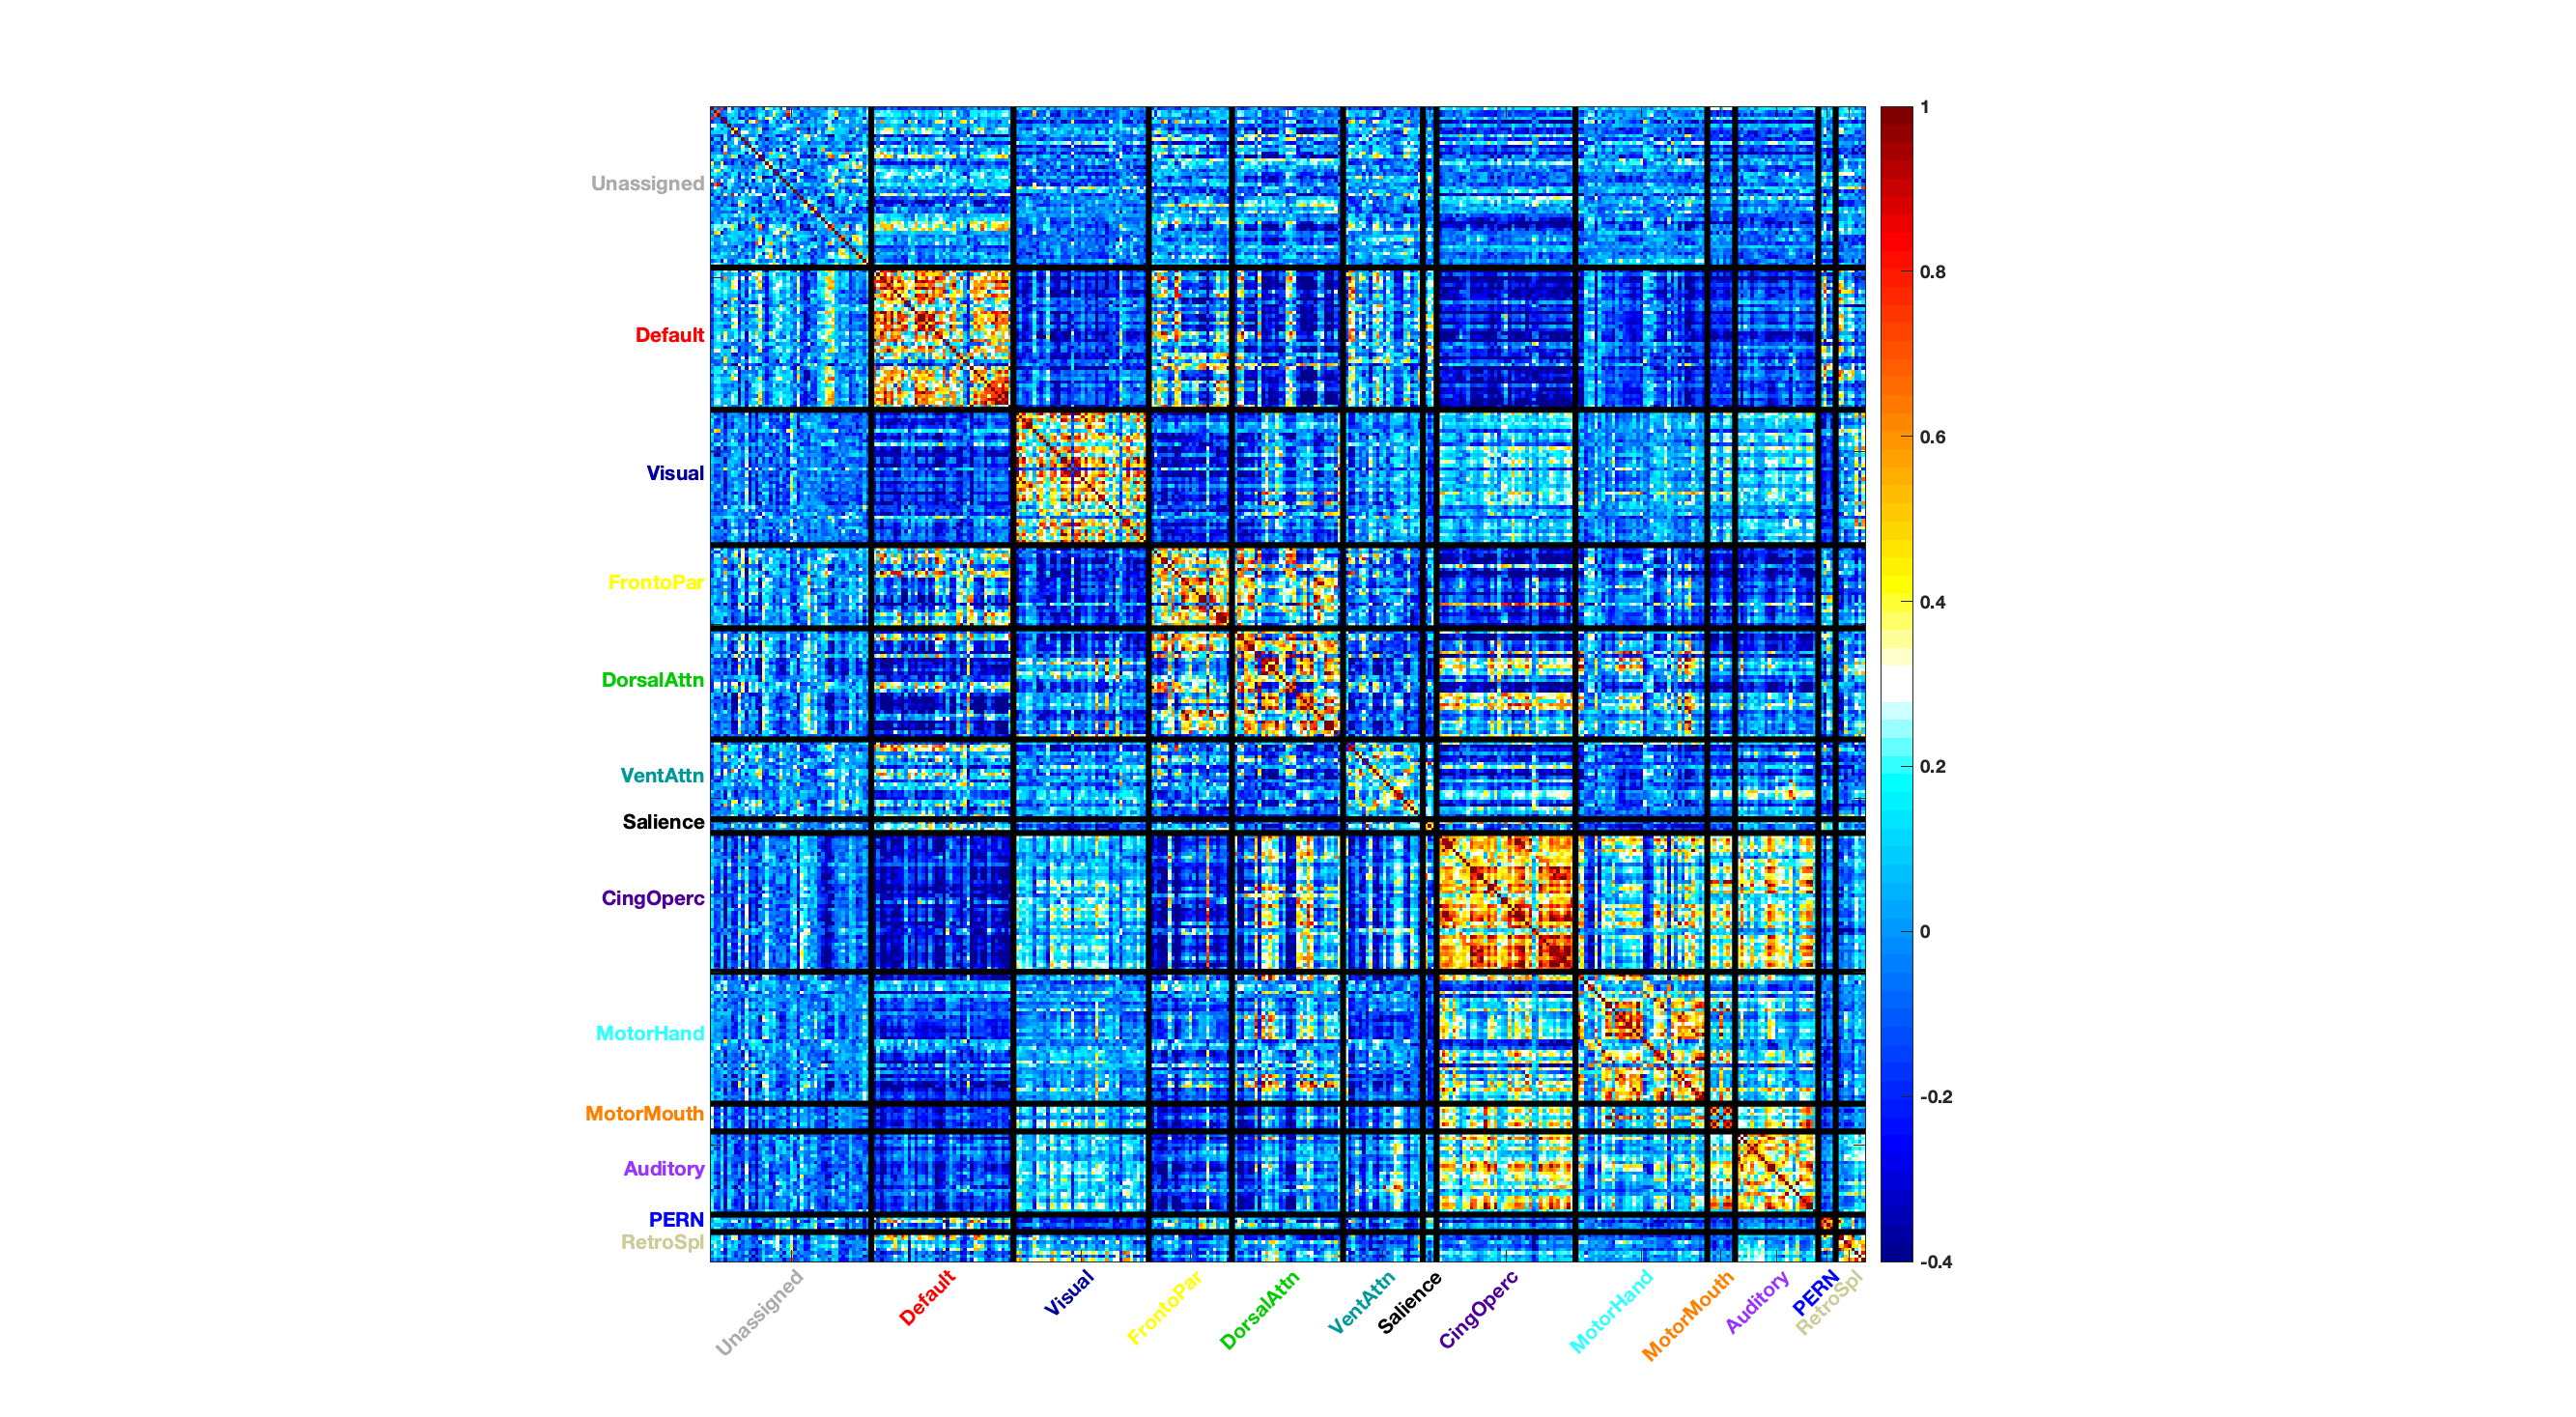 Unassigned
Default
Visual
FrontoPar
DorsalAttn
VentAttn
Salience
CingOperc
MotorHand
MotorMouth
Auditory
PERN
RetroSpl
Unassigned
Default
Visual
FrontoPar
DorsalAttn
VentAttn
Salience
CingOperc
MotorHand
MotorMouth
Auditory
PERN
RetroSpl
1
0.8
0.6
0.4
0.2
0
-0.2
-0.4